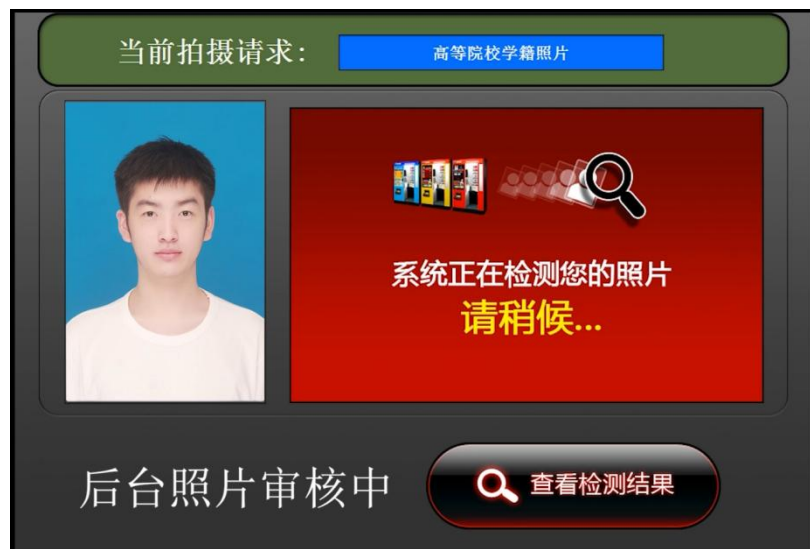 当前拍摄请求：
高等院校学籍照片
系统正在检测您的照片
请稍候...
后台照片审核中
查看检测结果